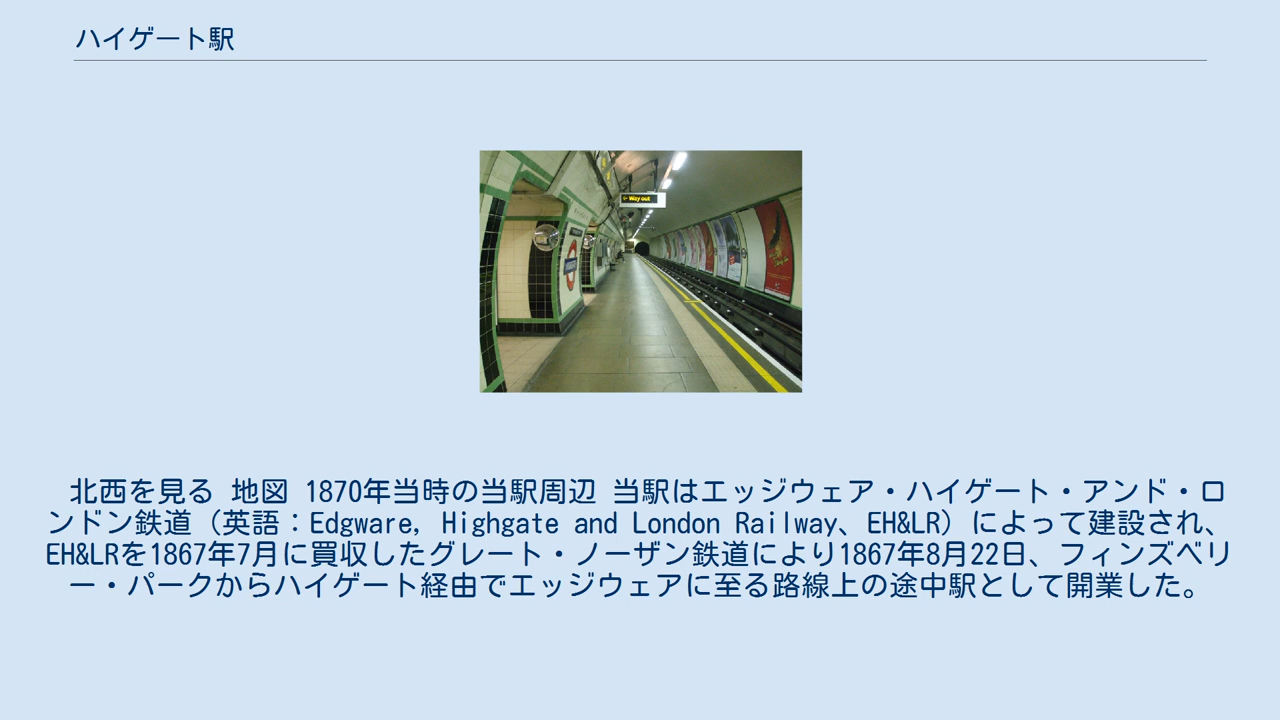 ハイゲート駅
Way out
北西を見る 地図 1870年当時の当駅周辺 当駅はエッジウェア・ハイゲート・アンド・ロ
ンドン鉄道（英語：Edgware, Highgate and London Railway、EH&LR）によって建設され、
EH&LRを1867年7月に買収したグレート・ノーザン鉄道により1867年8月22日、フィンズベリ
ー・パークからハイゲート経由でエッジウェアに至る路線上の途中駅として開業した。